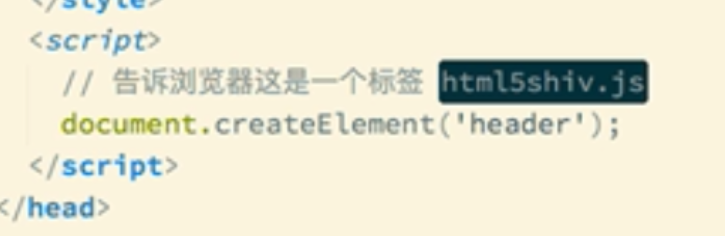 </style>
<script>
// 告诉浏览器这是一个标签 html5shiv.js
document.createElement('header');
</script>
</head>